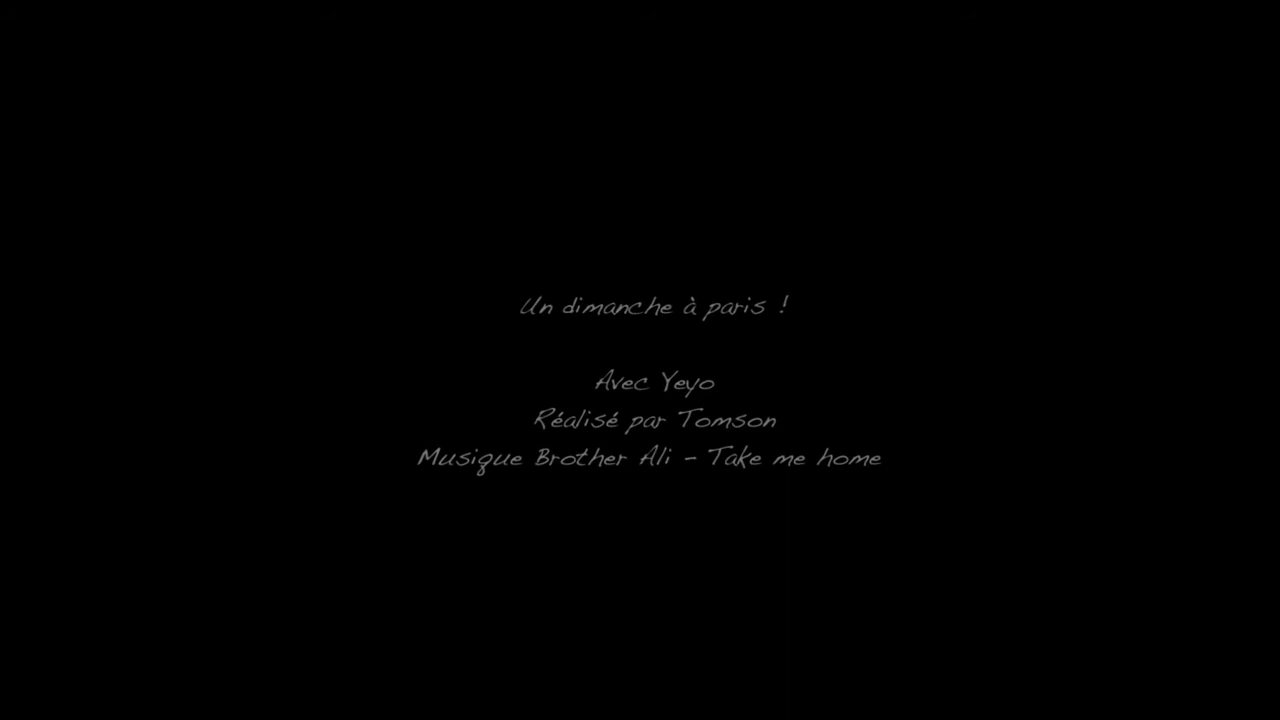 Un dimanche à paris !
Avec Yeyo
Réalisé par Tomson
Musique Brother Ali - Take me home